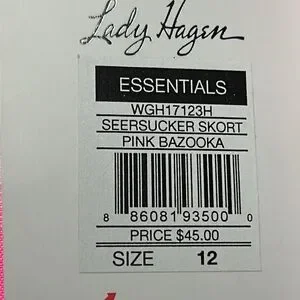 Lady Hagen
ESSENTIALS
WGH17123H
SEERSUCKER SKORT
PINK BAZOOKA
8 86081 93500 0
PRICE $45.00
SIZE 12